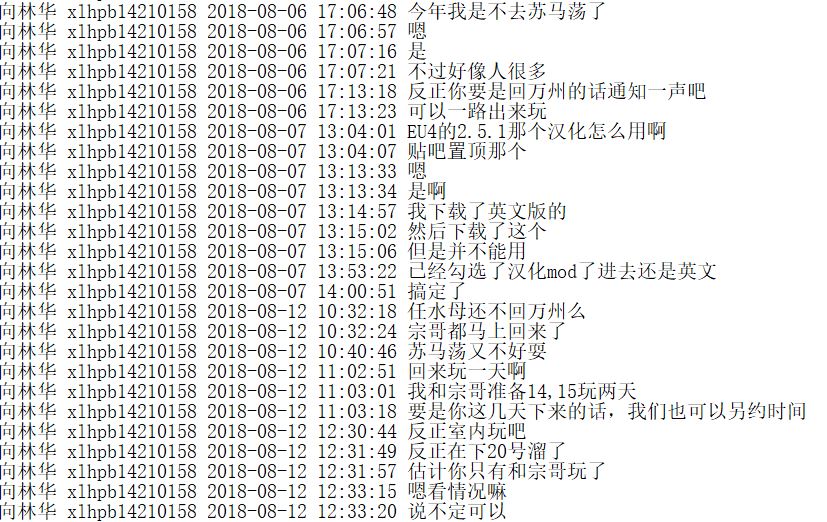 向林华 xlhpb14210158 2018-08-06 17:06:48 今年我是不去苏马荡了
向林华 xlhpb14210158 2018-08-06 17:06:57 嗯
向林华 xlhpb14210158 2018-08-06 17:07:16 是
向林华 xlhpb14210158 2018-08-06 17:07:21 不过好像人很多
向林华 xlhpb14210158 2018-08-06 17:13:18 反正你要是回万州的话通知一声吧
向林华 xlhpb14210158 2018-08-06 17:13:23 可以一路出来玩
向林华 xlhpb14210158 2018-08-07 13:04:01 EU4的2.5.1那个汉化怎么用啊
向林华 xlhpb14210158 2018-08-07 13:04:07 贴吧置顶那个
向林华 xlhpb14210158 2018-08-07 13:13:33 嗯
向林华 xlhpb14210158 2018-08-07 13:13:34 是啊
向林华 xlhpb14210158 2018-08-07 13:14:57 我下载了英文版的
向林华 xlhpb14210158 2018-08-07 13:15:02 然后下载了这个
向林华 xlhpb14210158 2018-08-07 13:15:06 但是并不能用
向林华 xlhpb14210158 2018-08-07 13:53:22 已经勾选了汉化mod了进去还是英文
向林华 xlhpb14210158 2018-08-07 14:00:51 搞定了
向林华 xlhpb14210158 2018-08-12 10:32:18 任水母还不回万州么
向林华 xlhpb14210158 2018-08-12 10:32:24 宗哥都马上回来了
向林华 xlhpb14210158 2018-08-12 10:40:46 苏马荡又不好耍
向林华 xlhpb14210158 2018-08-12 11:02:51 回来玩一天啊
向林华 xlhpb14210158 2018-08-12 11:03:01 我和宗哥准备14,15玩两天
向林华 xlhpb14210158 2018-08-12 11:03:18 要是你这几天下来的话，我们也可以另约时间
向林华 xlhpb14210158 2018-08-12 12:30:44 反正室内玩吧
向林华 xlhpb14210158 2018-08-12 12:31:49 反正在下20号溜了
向林华 xlhpb14210158 2018-08-12 12:31:57 估计你只有和宗哥玩了
向林华 xlhpb14210158 2018-08-12 12:33:15 嗯看情况嘛
向林华 xlhpb14210158 2018-08-12 12:33:20 说不定可以